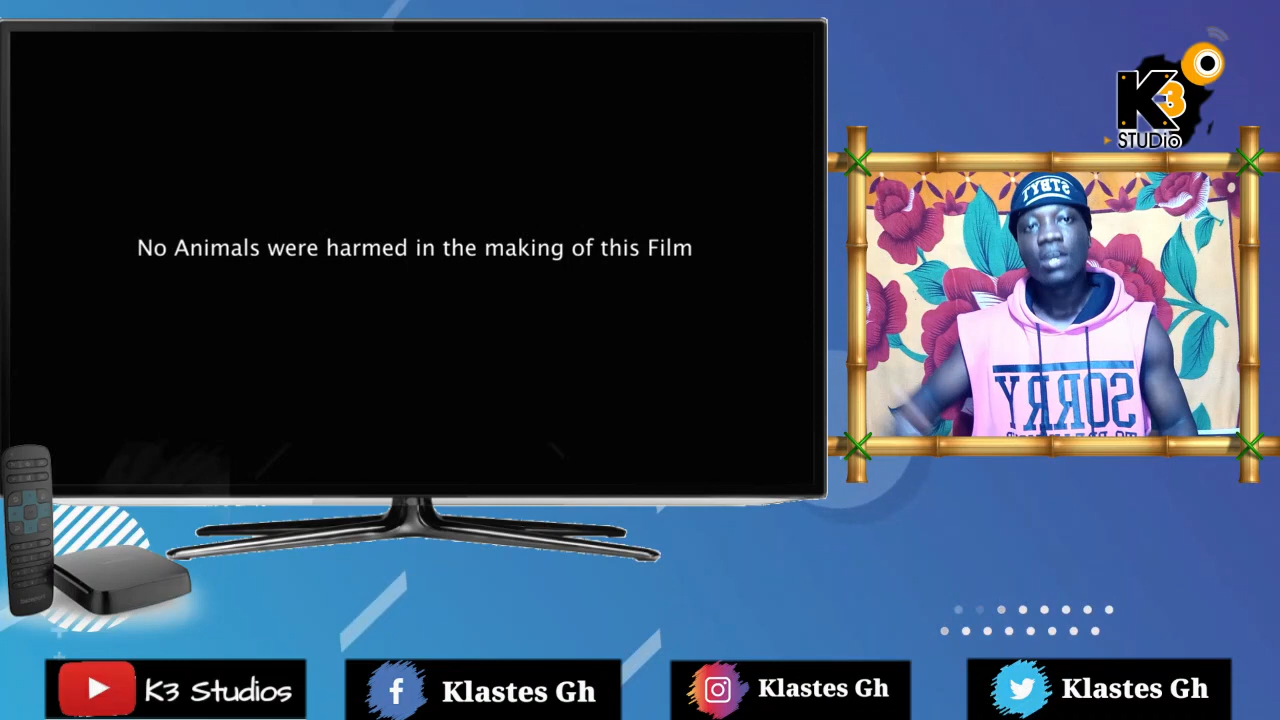 No Animals were harmed in the making of this Film
K3
STUDiO
STBYT
SORRY
K3 Studios
Klastes Gh
Klastes Gh
Klastes Gh